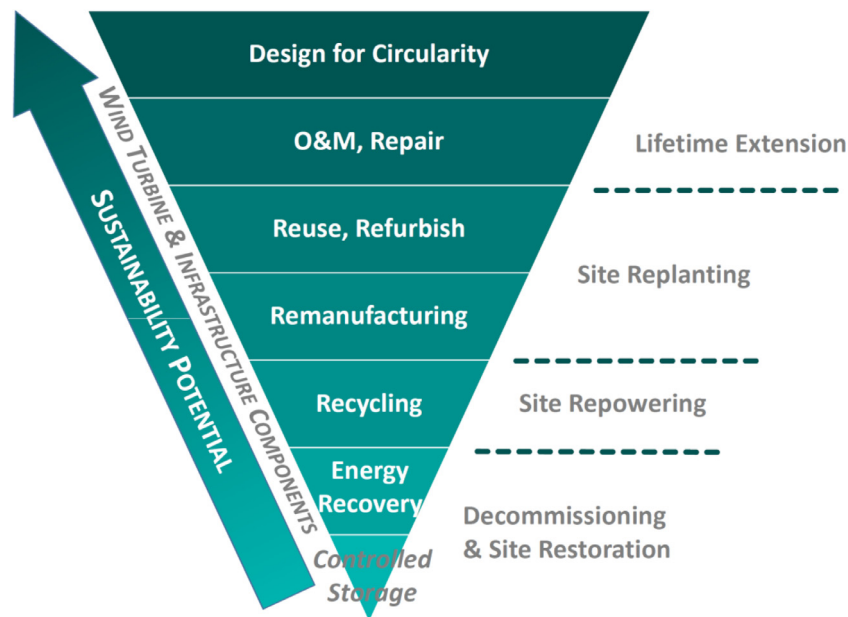 Design for Circularity
O&M, Repair
Reuse, Refurbish
Remanufacturing
Recycling
Energy
Recovery
Controlled
Storage
Lifetime Extension
Site Replanting
Site Repowering
Decommissioning
& Site Restoration
WIND TURBINE & INFRASTRUCTURE COMPONENTS
SUSTAINABILITY POTENTIAL